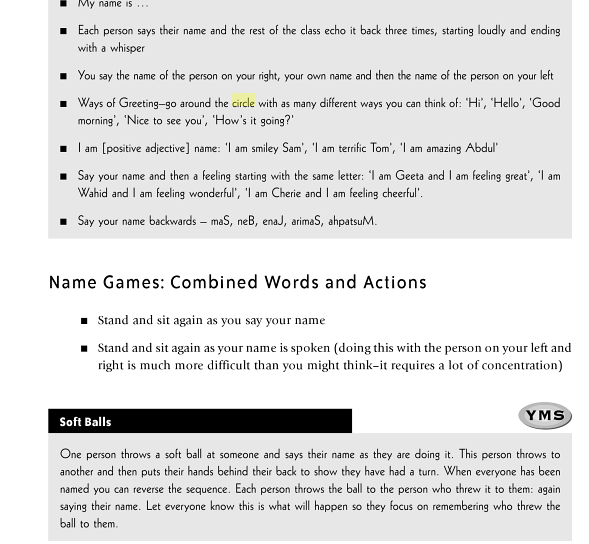 ■ My name is ...
■ Each person says their name and the rest of the class echo it back three times, starting loudly and ending
with a whisper
■ You say the name of the person on your right, your own name and then the name of the person on your left
■ Ways of Greeting–go around the circle with as many different ways you can think of: 'Hi', 'Hello', 'Good
morning', 'Nice to see you', 'How's it going?'
■ I am [positive adjective] name: 'I am smiley Sam', 'I am terrific Tom', 'I am amazing Abdul'
■ Say your name and then a feeling starting with the same letter: 'I am Geeta and I am feeling great', 'I am
Wahid and I am feeling wonderful', 'I am Cherie and I am feeling cheerful'.
■ Say your name backwards – maS, neB, enaJ, arimaS, ahpatsuM.
Name Games: Combined Words and Actions
■ Stand and sit again as you say your name
■ Stand and sit again as your name is spoken (doing this with the person on your left and
right is much more difficult than you might think–it requires a lot of concentration)
Soft Balls
YMS
One person throws a soft ball at someone and says their name as they are doing it. This person throws to
another and then puts their hands behind their back to show they have had a turn. When everyone has been
named you can reverse the sequence. Each person throws the ball to the person who threw it to them: again
saying their name. Let everyone know this is what will happen so they focus on remembering who threw the
ball to them.